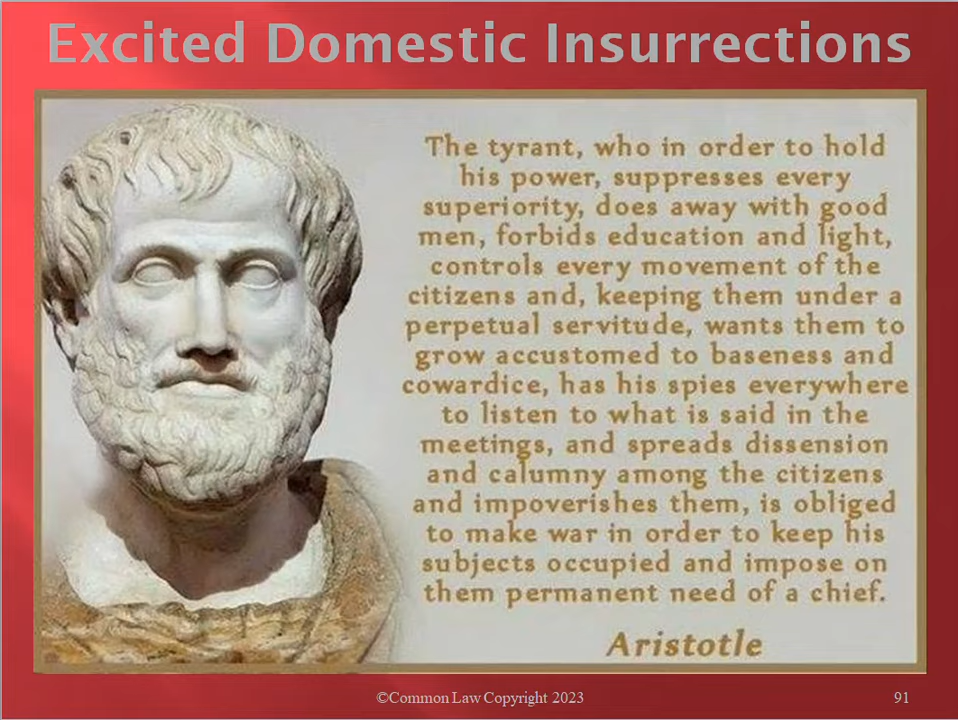 Excited Domestic Insurrections
The tyrant, who in order to hold
his power, suppresses every
superiority, does away with good
men, forbids education and light,
controls every movement of the
citizens and, keeping them under a
perpetual servitude, wants them to
grow accustomed to baseness and
cowardice, has his spies everywhere
to listen to what is said in the
meetings, and spreads dissension
and calumny among the citizens
and impoverishes them, is obliged
to make war in order to keep his
subjects occupied and impose on
them permanent need of a chief.
Aristotle
©Common Law Copyright 2023
91